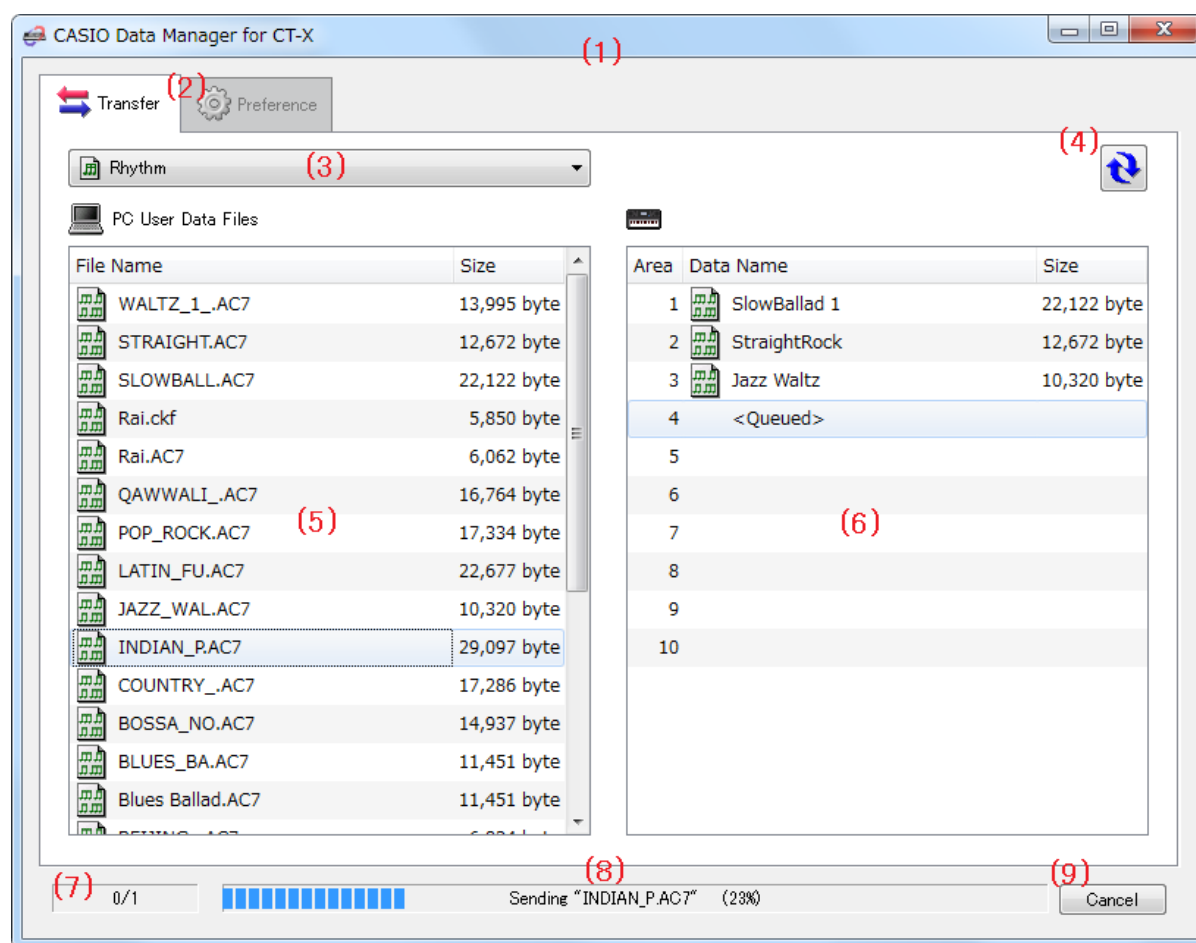 CASIO Data Manager for CT-X
(1)
Transfer (2) Preference
(3) Rhythm
(4)
PC User Data Files
File Name Size
WALTZ_1_.AC7 13,995 byte
STRAIGHT.AC7 12,672 byte
SLOWBALL.AC7 22,122 byte
Rai.ckf 5,850 byte
Rai.AC7 6,062 byte
QAWWALI_.AC7 16,764 byte
(5)
POP_ROCK.AC7 17,334 byte
LATIN_FU.AC7 22,677 byte
JAZZ_WAL.AC7 10,320 byte
INDIAN_P.AC7 29,097 byte
COUNTRY_.AC7 17,286 byte
BOSSA_NO.AC7 14,937 byte
BLUES_BA.AC7 11,451 byte
Blues Ballad.AC7 11,451 byte
Area Data Name Size
1 SlowBallad 1 22,122 byte
2 StraightRock 12,672 byte
3 Jazz Waltz 10,320 byte
4 <Queued>
5
6
(6)
7
8
9
10
(7) 0/1
(8)
Sending "INDIAN_P.AC7" (23%)
(9)
Cancel